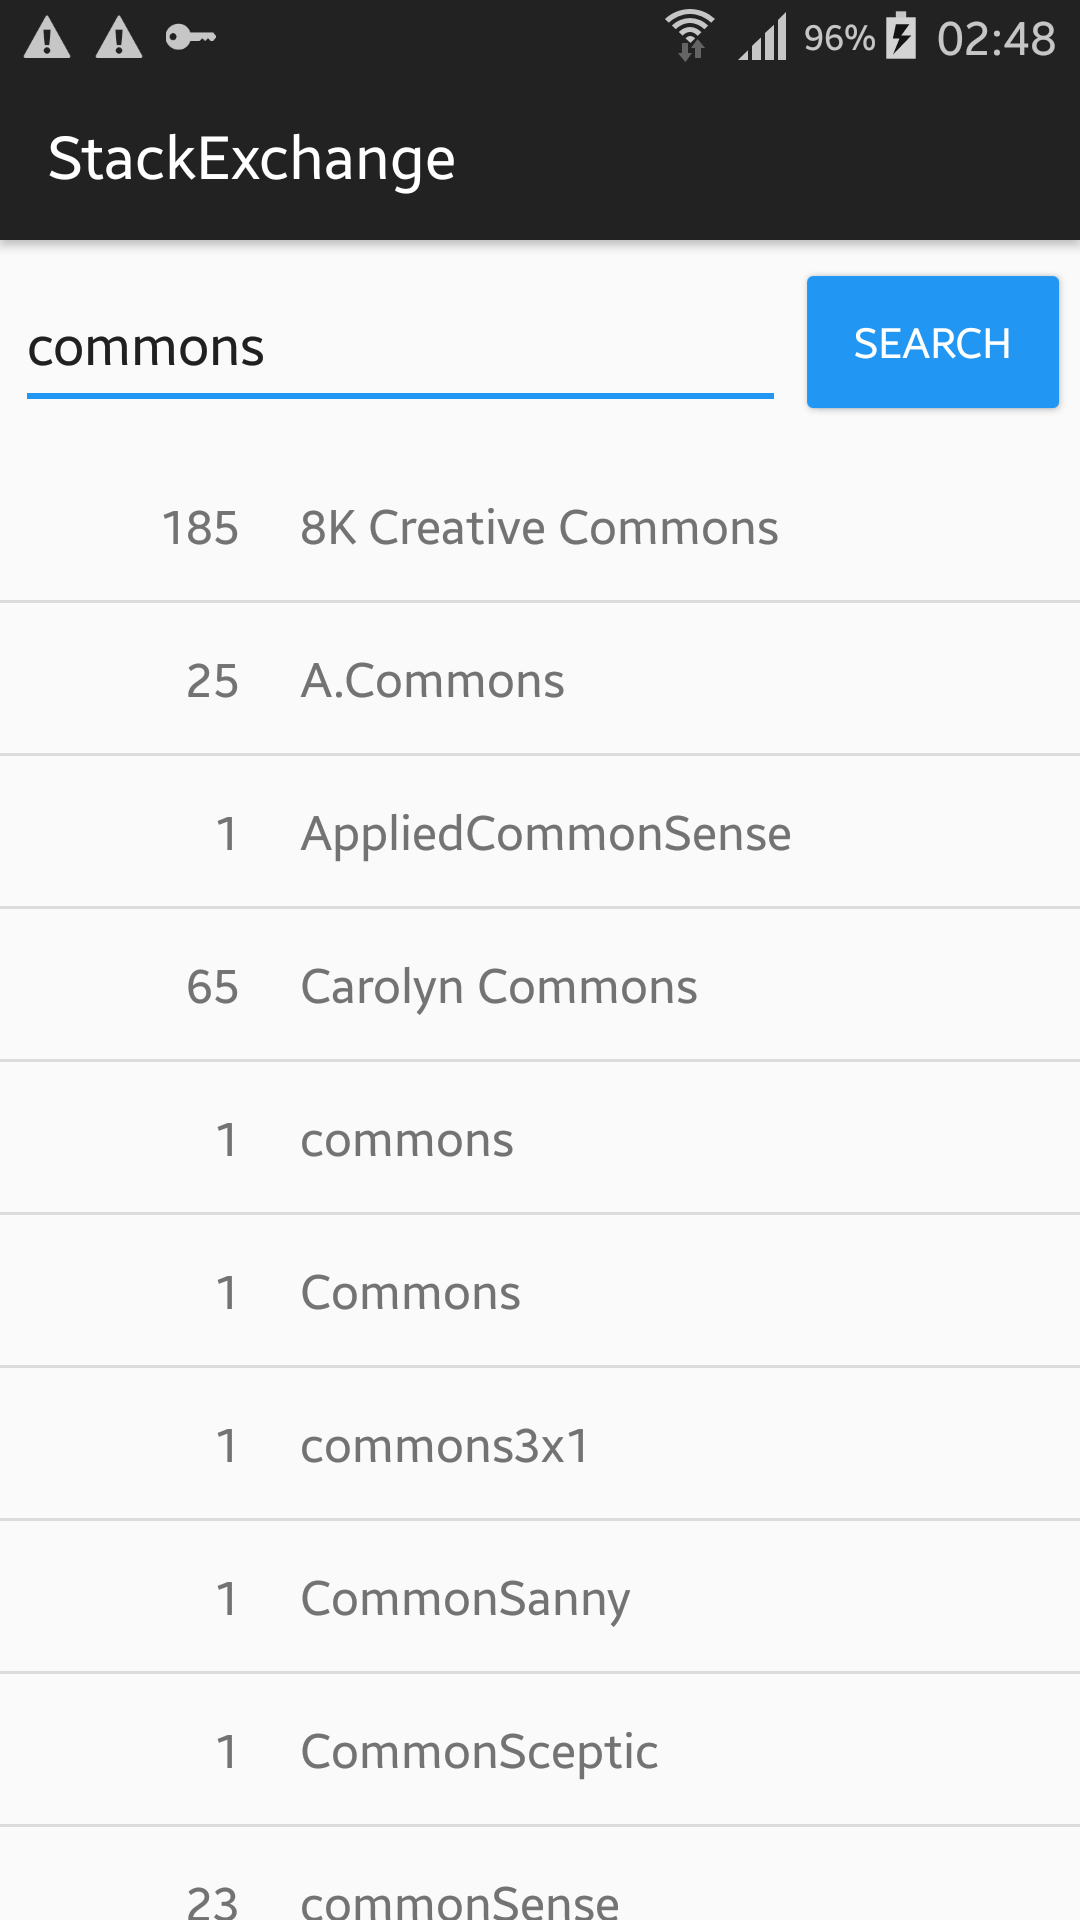 96% 02:48
StackExchange
commons SEARCH
185 8K Creative Commons
25 A.Commons
1 AppliedCommonSense
65 Carolyn Commons
1 commons
1 Commons
1 commons3x1
1 CommonSanny
1 CommonSceptic
23 commonSense